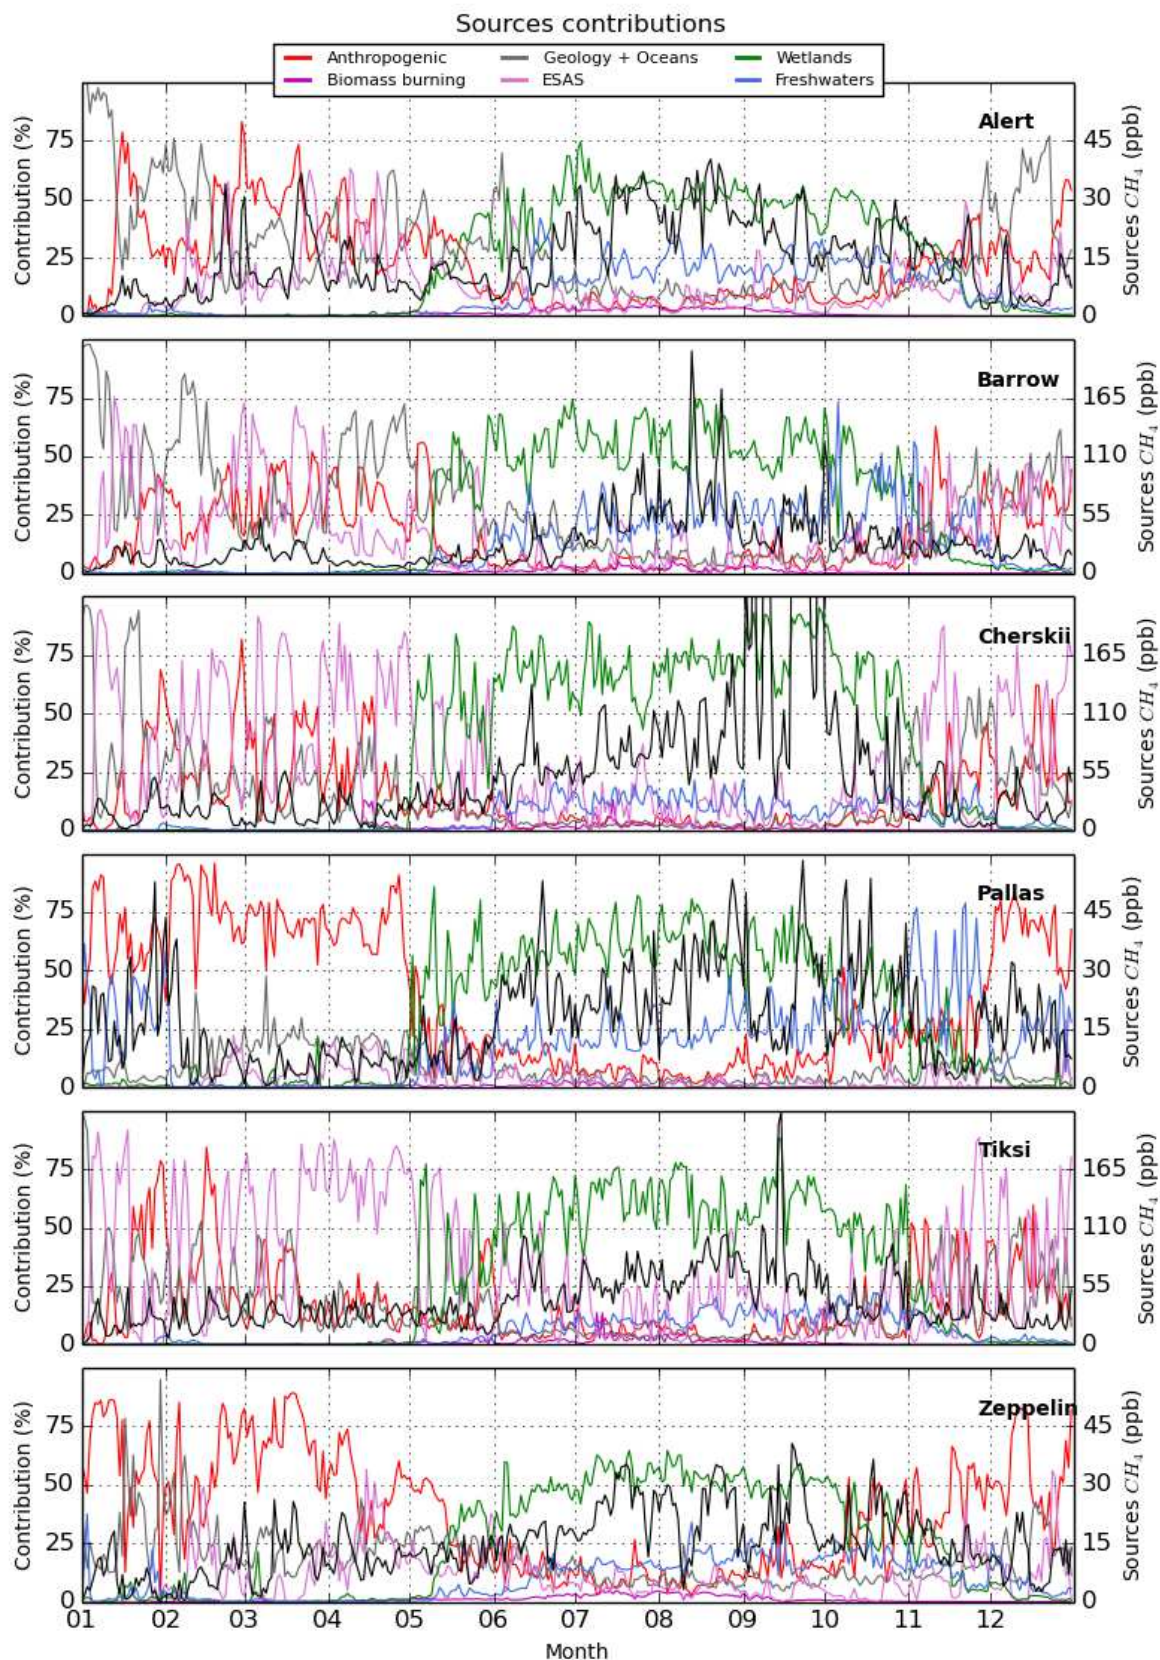 Sources contributions
Anthropogenic Geology + Oceans Wetlands
Biomass burning ESAS Freshwaters
Alert
Contribution (%)
75
50
25
0
45
30
15
0
Sources CH4 (ppb)
Barrow
Contribution (%)
75
50
25
0
165
110
55
0
Sources CH4 (ppb)
Cherskii
Contribution (%)
75
50
25
0
165
110
55
0
Sources CH4 (ppb)
Pallas
Contribution (%)
75
50
25
0
45
30
15
0
Sources CH4 (ppb)
Tiksi
Contribution (%)
75
50
25
0
165
110
55
0
Sources CH4 (ppb)
Zeppelin
Contribution (%)
75
50
25
0
45
30
15
0
Sources CH4 (ppb)
01 02 03 04 05 06 07 08 09 10 11 12
Month